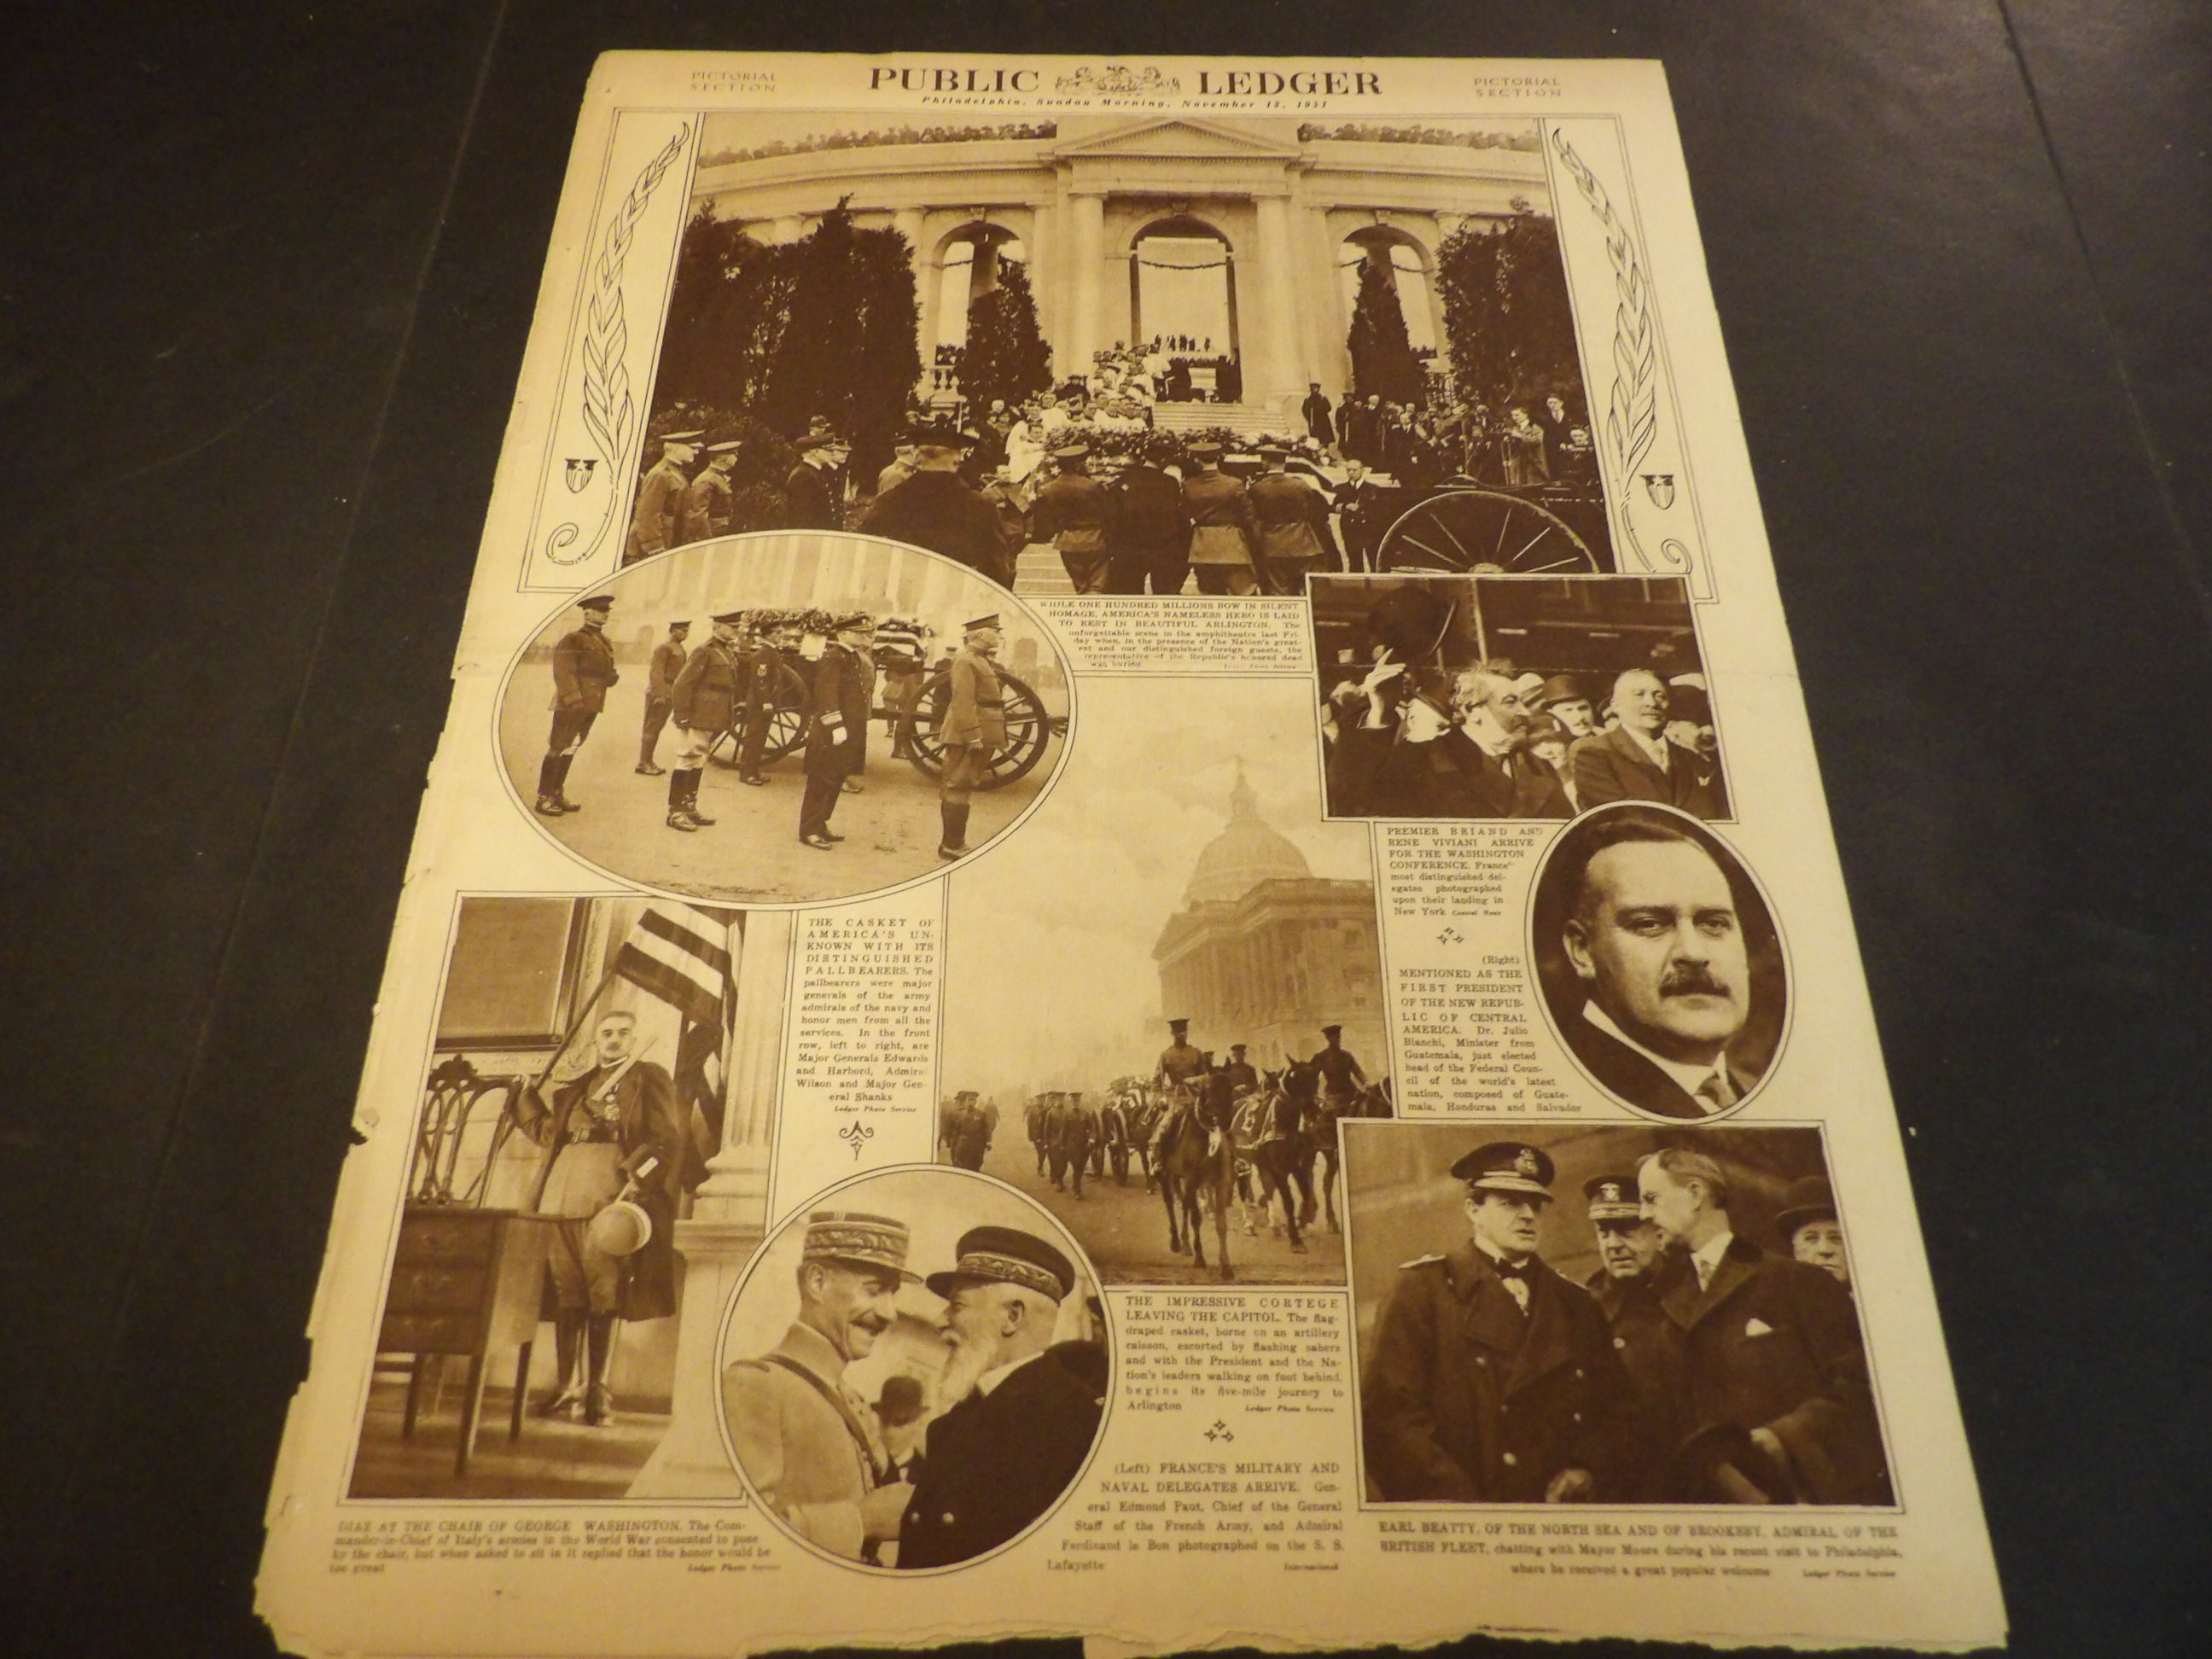 PICTORIAL
SECTION
PUBLIC LEDGER
PICTORIAL
SECTION
Philadelphia, Sunday Morning, November 13, 1921
WHILE ONE HUNDRED MILLIONS BOW IN SILENT
HOMAGE, AMERICA'S NAMELESS HERO IS LAID
TO REST IN BEAUTIFUL ARLINGTON. The
unforgettable scene in the amphitheatre last Fri-
day when, in the presence of the Nation's great-
est and our distinguished foreign guests, the
representative of the Republic's honored dead
was buried
Ledger Photo Service
PREMIER BRIAND AND
RENE VIVIANI ARRIVE
FOR THE WASHINGTON
CONFERENCE. France'
most distinguished del-
egates photographed
upon their landing in
New York Central News
(Right)
MENTIONED AS THE
FIRST PRESIDENT
OF THE NEW REPUB-
LIC OF CENTRAL
AMERICA. Dr. Julio
Bianchi, Minister from
Guatemala, just elected
head of the Federal Coun-
cil of the world's latest
nation, composed of Guate-
mala, Honduras and Salvador
THE CASKET OF
AMERICA'S UN-
KNOWN WITH ITS
DISTINGUISHED
PALLBEARERS. The
pallbearers were major
generals of the army
admirals of the navy and
honor men from all the
services. In the front
row, left to right, are
Major Generals Edwards
and Harbord, Admiral
Wilson and Major Gen-
eral Shanks
Ledger Photo Service
THE IMPRESSIVE CORTEGE
LEAVING THE CAPITOL. The flag-
draped casket, borne on an artillery
caisson, escorted by flashing sabers
and with the President and the Na-
tion's leaders walking on foot behind,
begins its five-mile journey to
Arlington
Ledger Photo Service
(Left) FRANCE'S MILITARY AND
NAVAL DELEGATES ARRIVE. Gen-
eral Edmond Paut, Chief of the General
Staff of the French Army, and Admiral
Ferdinand le Bon photographed on the S. S.
Lafayette
International
DIAZ AT THE CHAIR OF GEORGE WASHINGTON. The Com-
mander-in-Chief of Italy's armies in the World War consented to pose
by the chair, but when asked to sit in it replied that the honor would be
too great
Ledger Photo Service
EARL BEATTY, OF THE NORTH SEA AND OF BROOKSBY, ADMIRAL OF THE
BRITISH FLEET, chatting with Mayor Moore during his recent visit to Philadelphia,
where he received a great popular welcome
Ledger Photo Service